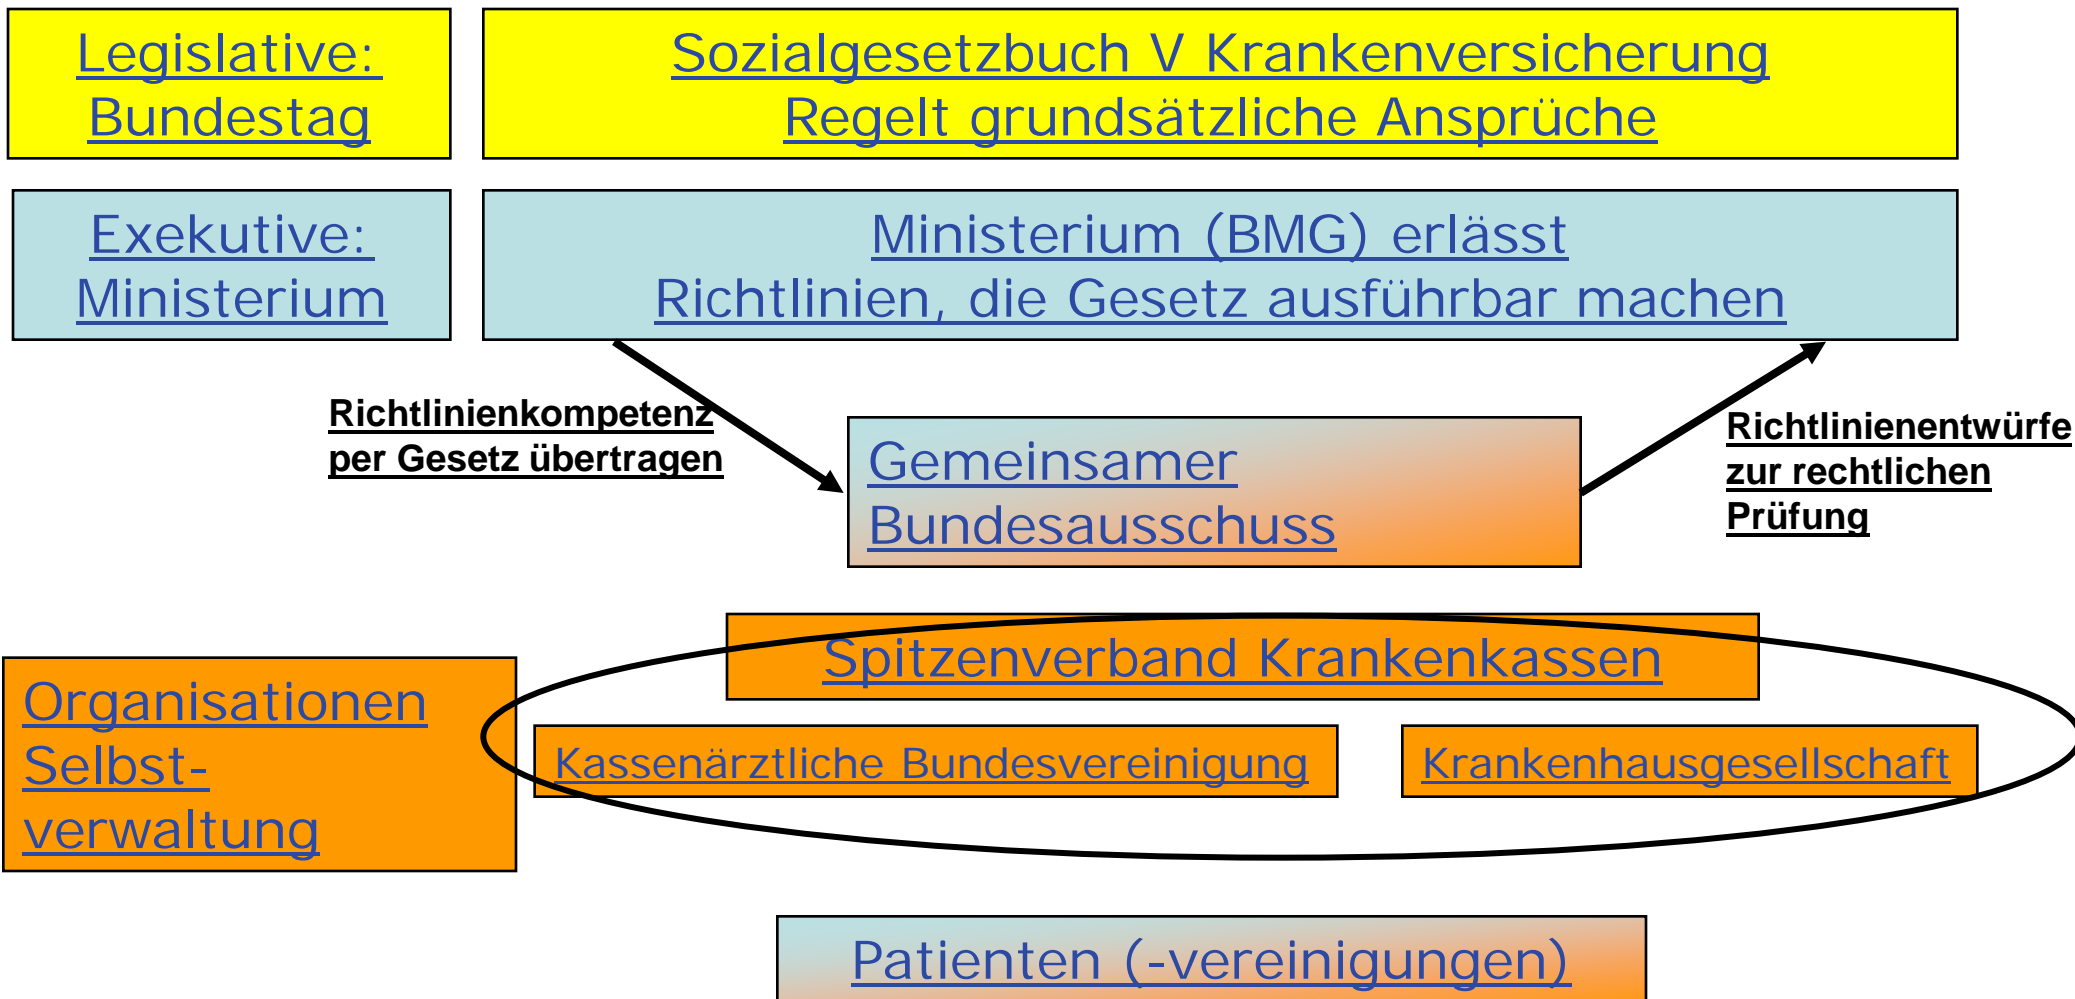 Legislative:
Bundestag
Sozialgesetzbuch V Krankenversicherung
Regelt grundsätzliche Ansprüche
Exekutive:
Ministerium
Ministerium (BMG) erlässt
Richtlinien, die Gesetz ausführbar machen
Richtlinienkompetenz
per Gesetz übertragen
Gemeinsamer
Bundesausschuss
Richtlinienentwürfe
zur rechtlichen
Prüfung
Spitzenverband Krankenkassen
Organisationen
Selbst-
verwaltung
Kassenärztliche Bundesvereinigung
Krankenhausgesellschaft
Patienten (-vereinigungen)